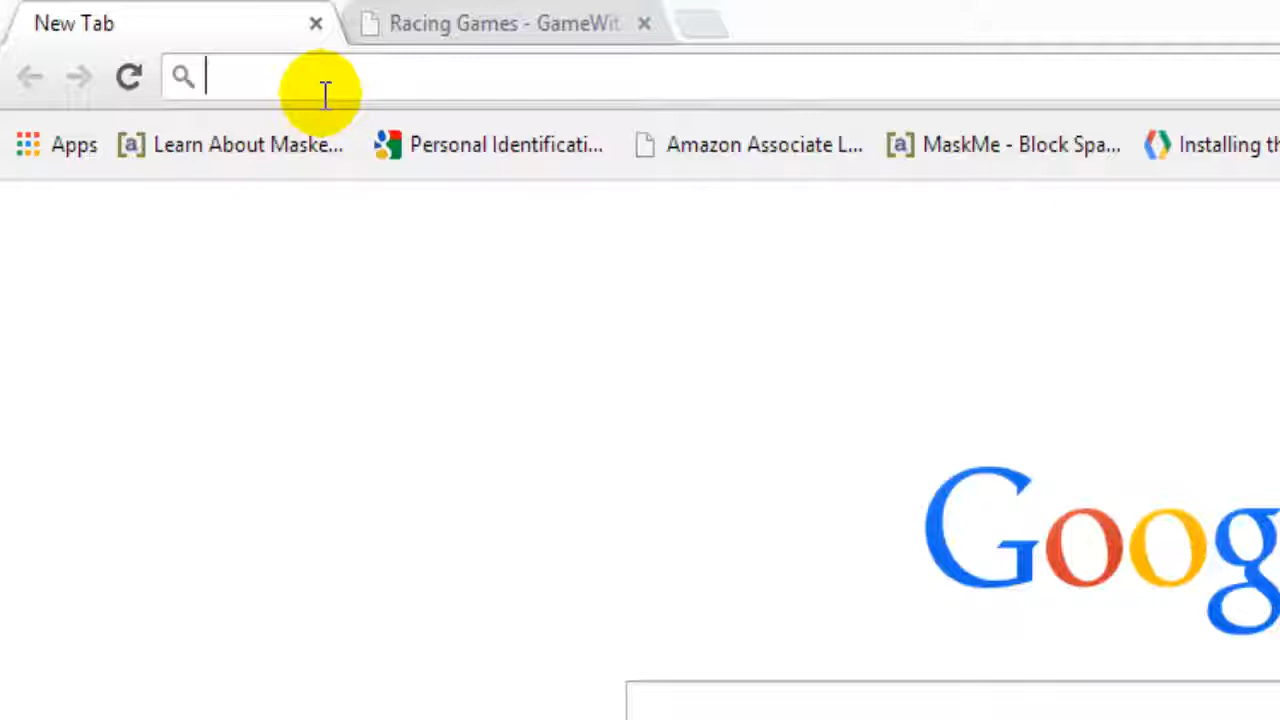 New Tab
Racing Games - GameWit
Apps
Learn About Maske...
Personal Identificati...
Amazon Associate L...
MaskMe - Block Spa...
Installing th
Goog